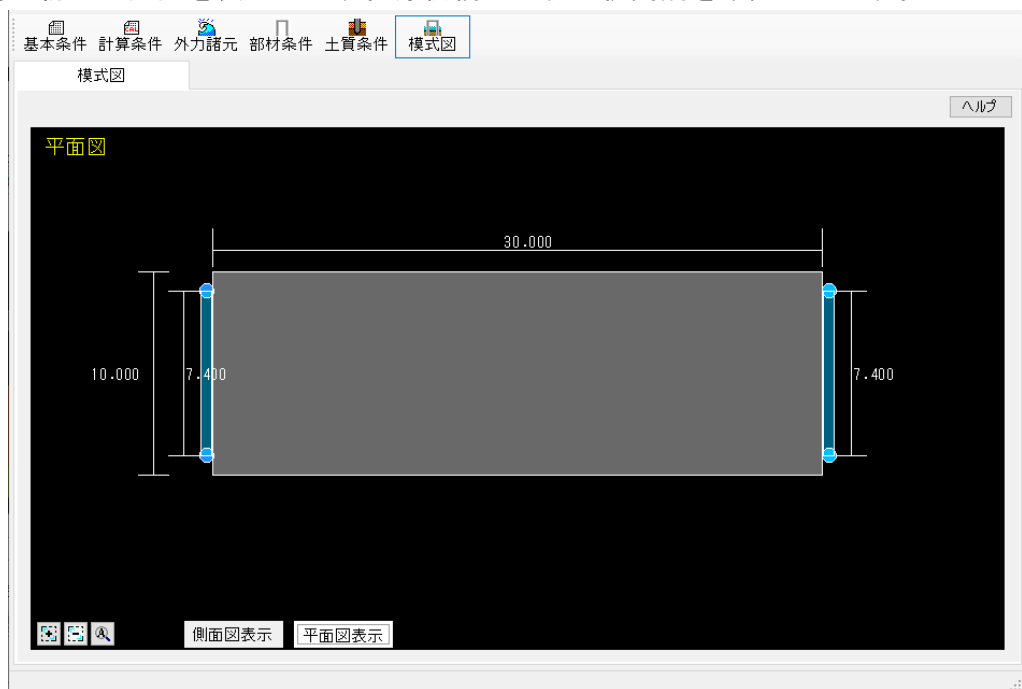 基本条件 計算条件 外力諸元 部材条件 土質条件 模式図
模式図
ヘルプ
平面図
30.000
10.000 7.400 7.400
側面図表示 平面図表示